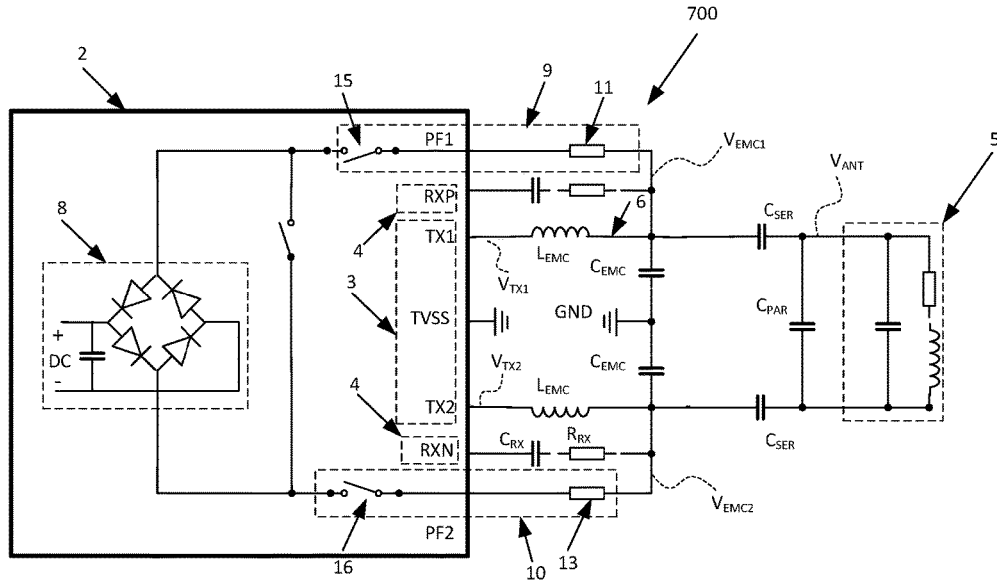 700
2
9
15
11
5
PF1
V_EMC1
V_ANT
RXP
8
4
6
C_SER
TX1
L_EMC
C_EMC
3
V_TX1
TVSS
GND
C_PAR
+
DC
-
V_TX2
L_EMC
C_EMC
4
TX2
C_RX
R_RX
C_SER
RXN
V_EMC2
PF2
16
10
13